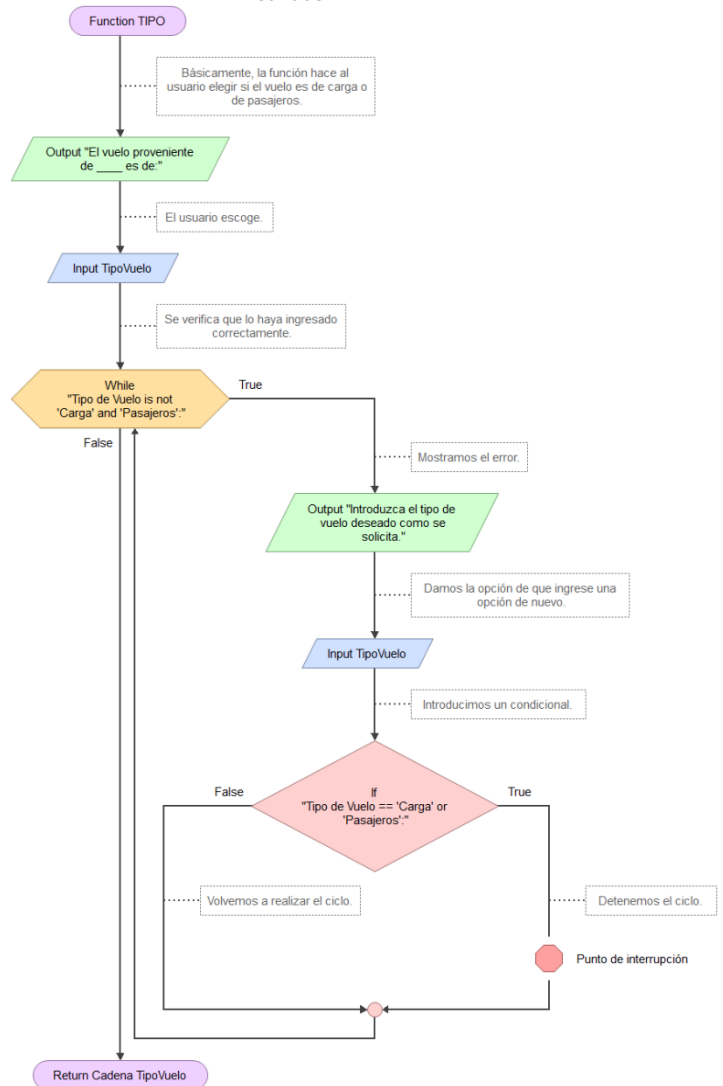 Function TIPO
Básicamente, la función hace al
usuario elegir si el vuelo es de carga o
de pasajeros.
Output "El vuelo proveniente
de ____ es de:"
El usuario escoge.
Input TipoVuelo
Se verifica que lo haya ingresado
correctamente.
While
"Tipo de Vuelo is not
'Carga' and 'Pasajeros':"
True
False
Mostramos el error.
Output "Introduzca el tipo de
vuelo deseado como se
solicita."
Damos la opción de que ingrese una
opción de nuevo.
Input TipoVuelo
Introducimos un condicional.
If
"Tipo de Vuelo == 'Carga' or
'Pasajeros':"
False
True
Volvemos a realizar el ciclo.
Detenemos el ciclo.
Punto de interrupción
Return Cadena TipoVuelo